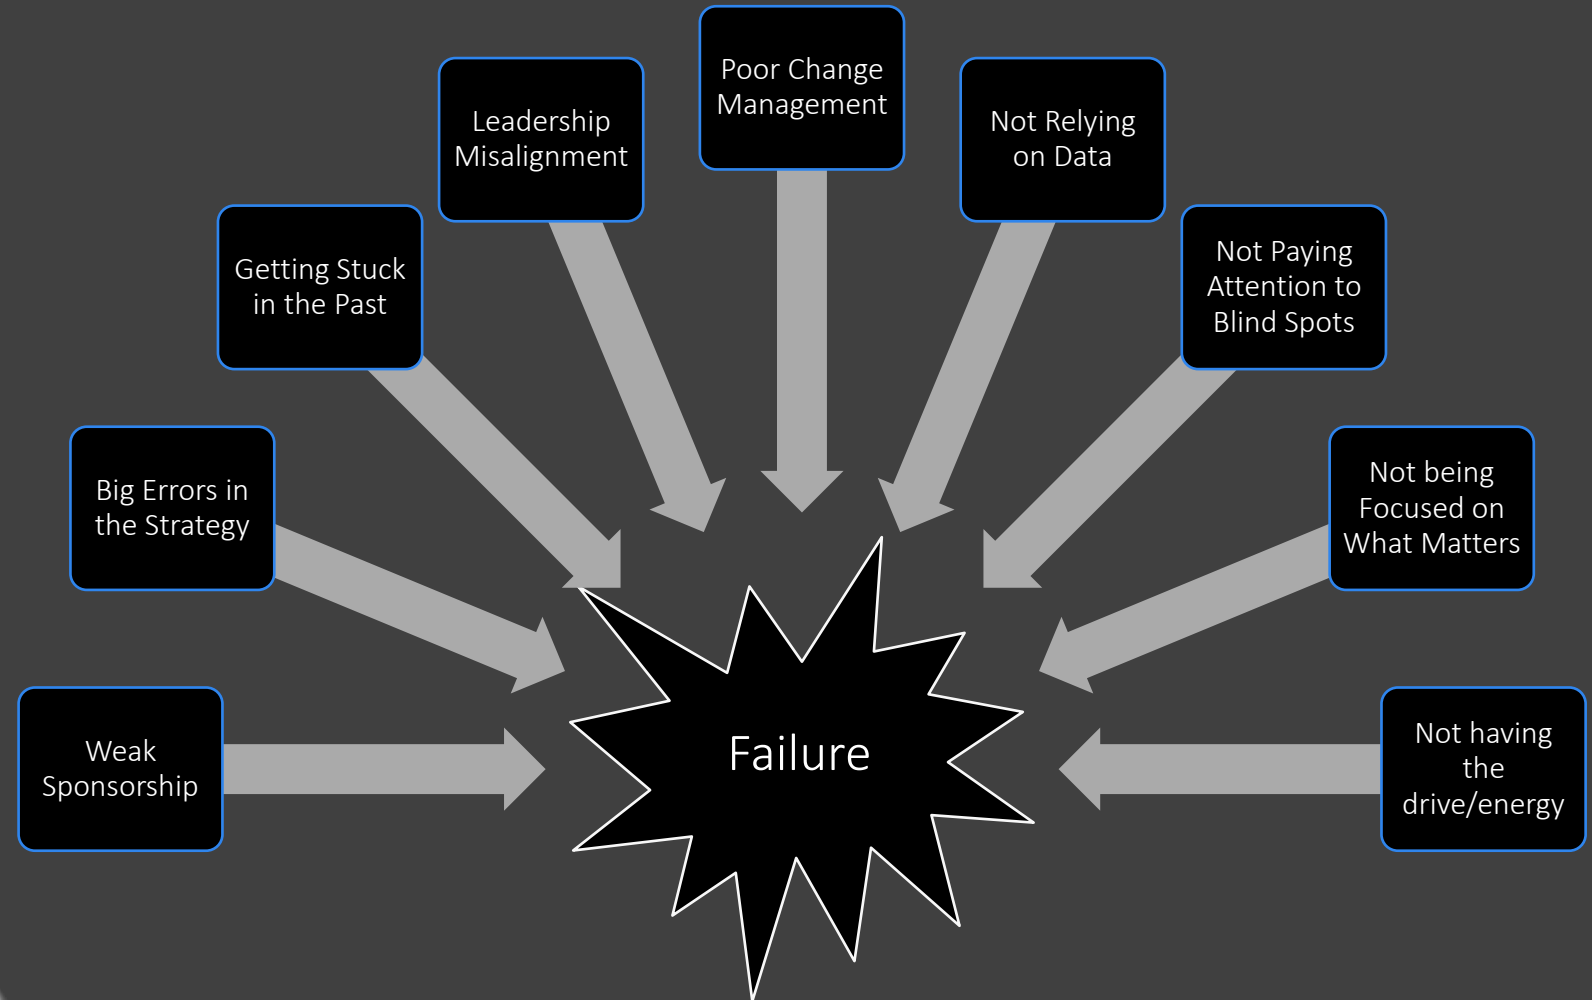 Poor Change
Management
Leadership
Misalignment
Not Relying
on Data
Getting Stuck
in the Past
Not Paying
Attention to
Blind Spots
Big Errors in
the Strategy
Not being
Focused on
What Matters
Weak
Sponsorship
Failure
Not having
the
drive/energy